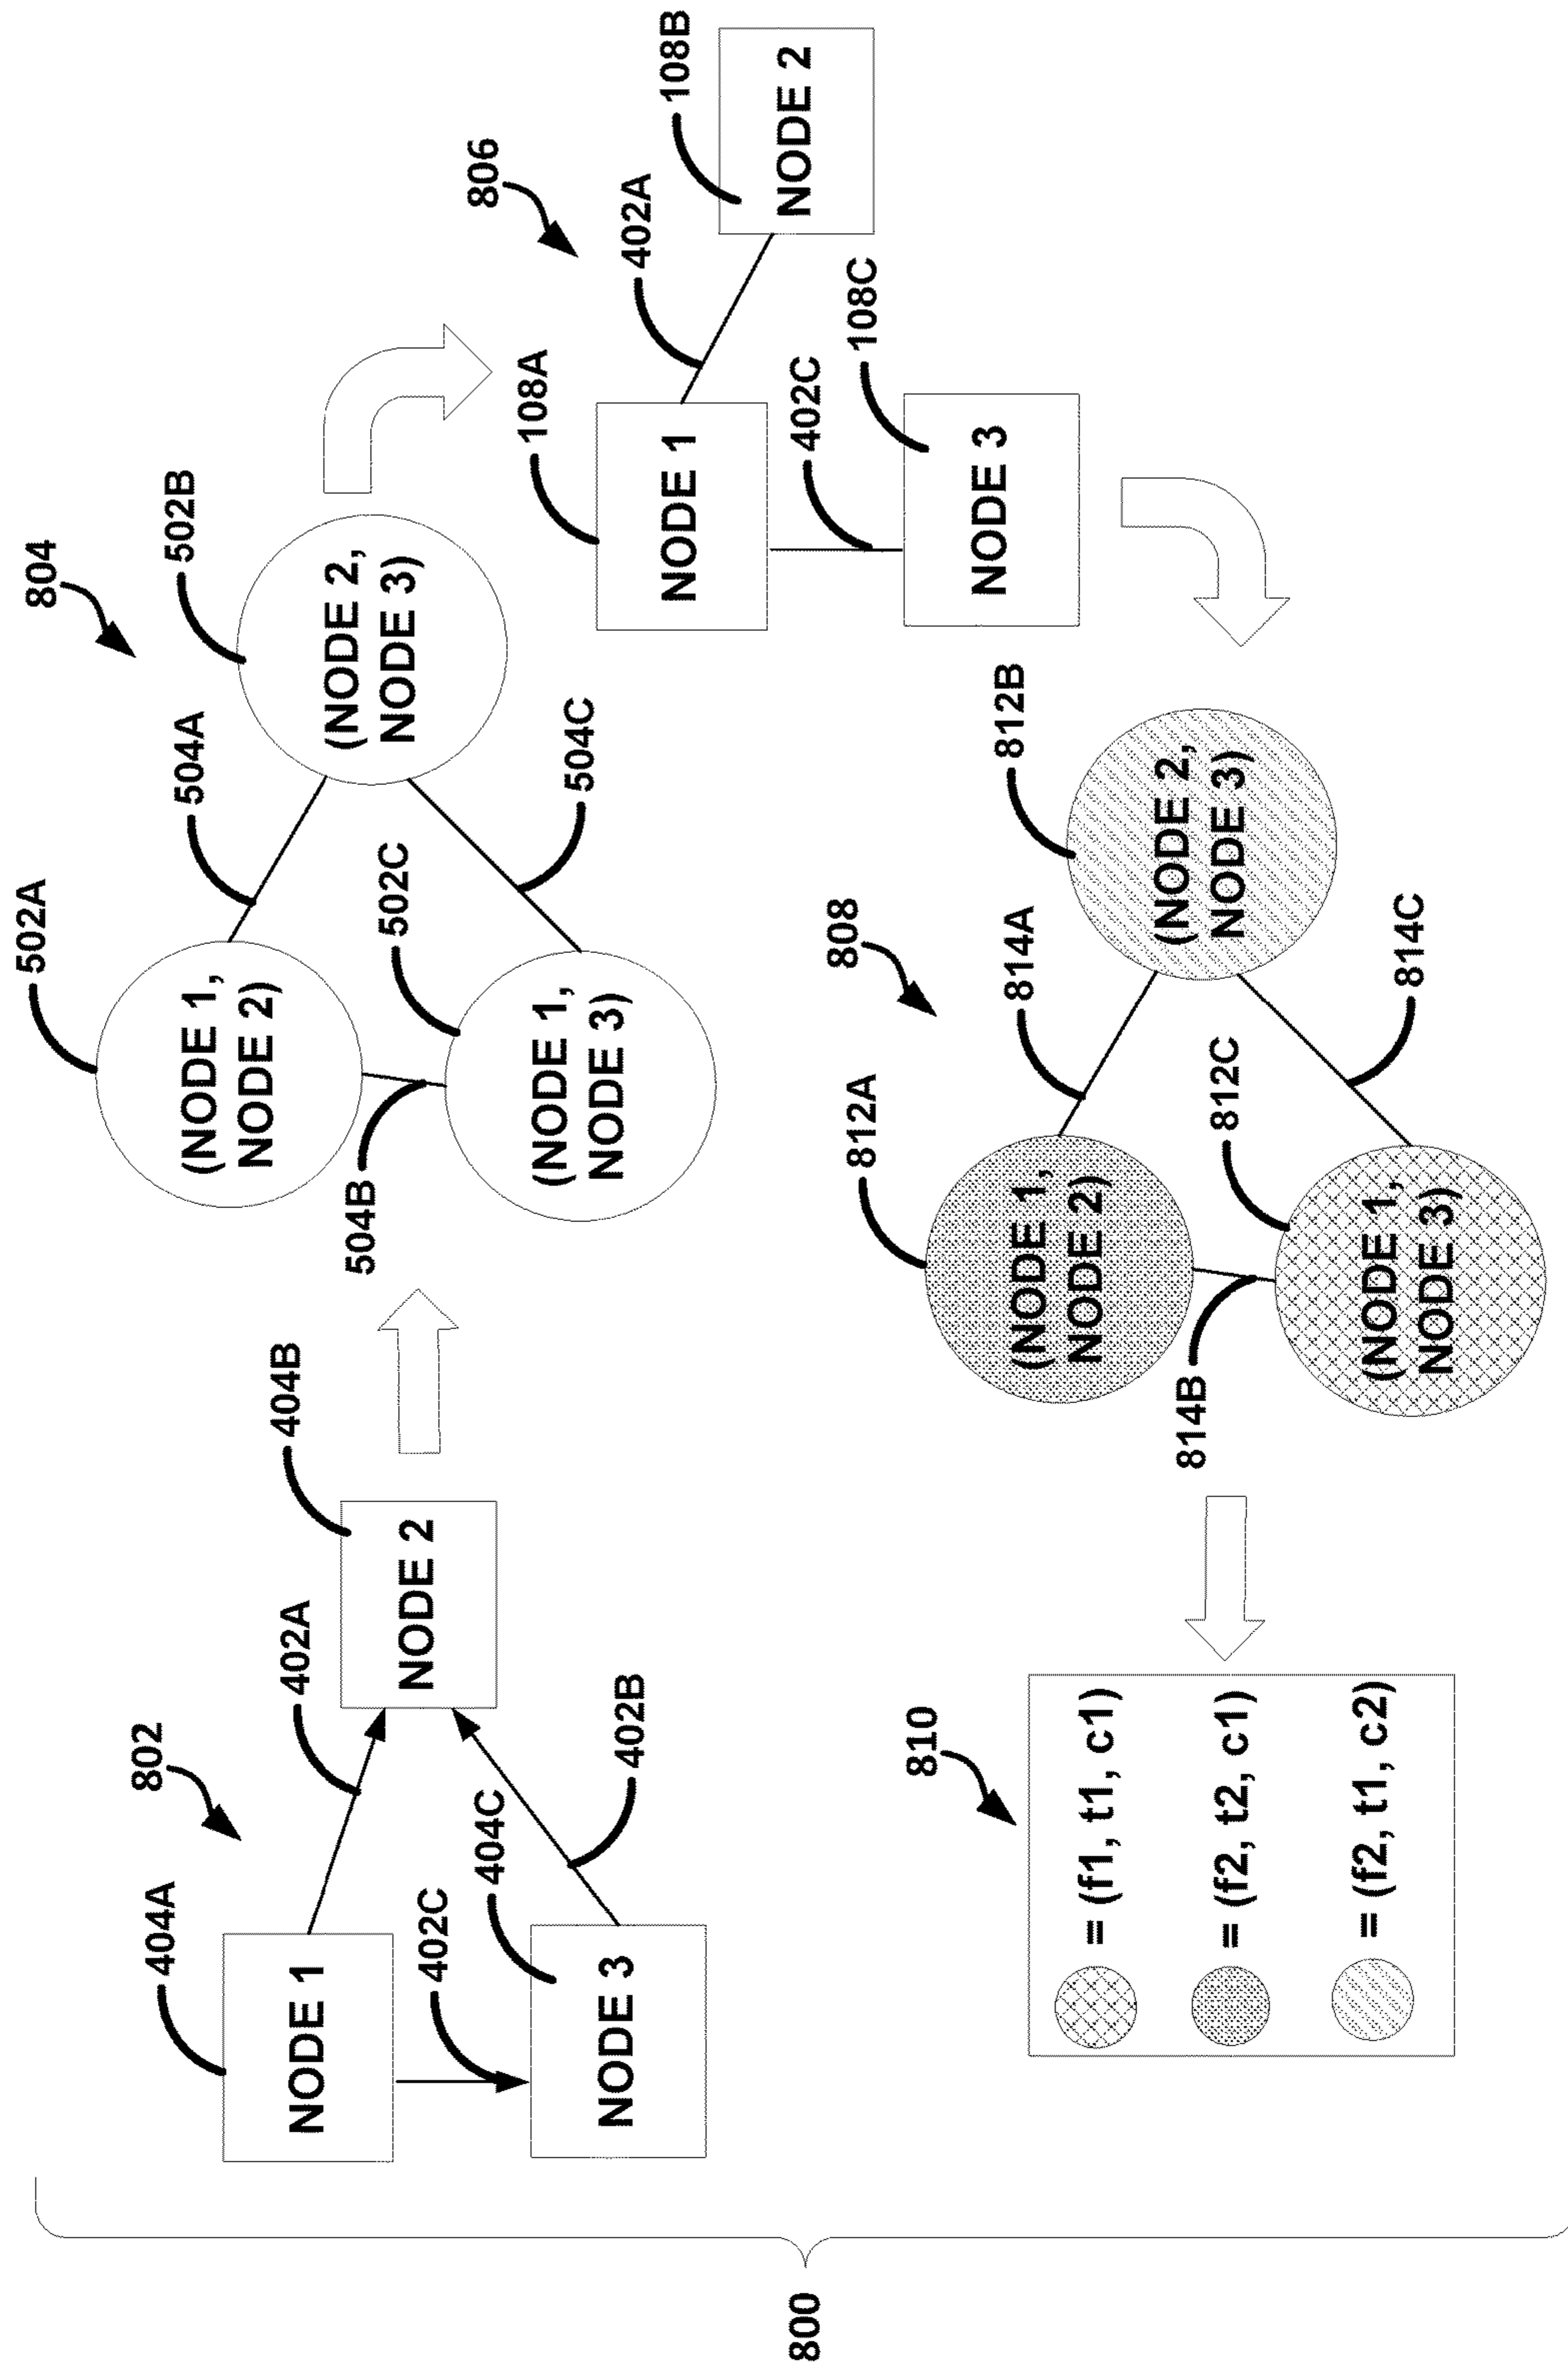 800
802
404A
NODE 1
402A
404B
NODE 2
402C
404C
NODE 3
402B
804
502A
(NODE 1,
NODE 2)
504A
502B
(NODE 2,
NODE 3)
504B
502C
(NODE 1,
NODE 3)
504C
806
108A
NODE 1
402A
108B
NODE 2
402C
108C
NODE 3
808
812A
(NODE 1,
NODE 2)
814A
812B
(NODE 2,
NODE 3)
814B
812C
(NODE 1,
NODE 3)
814C
810
= (f1, t1, c1)
= (f2, t2, c1)
= (f2, t1, c2)